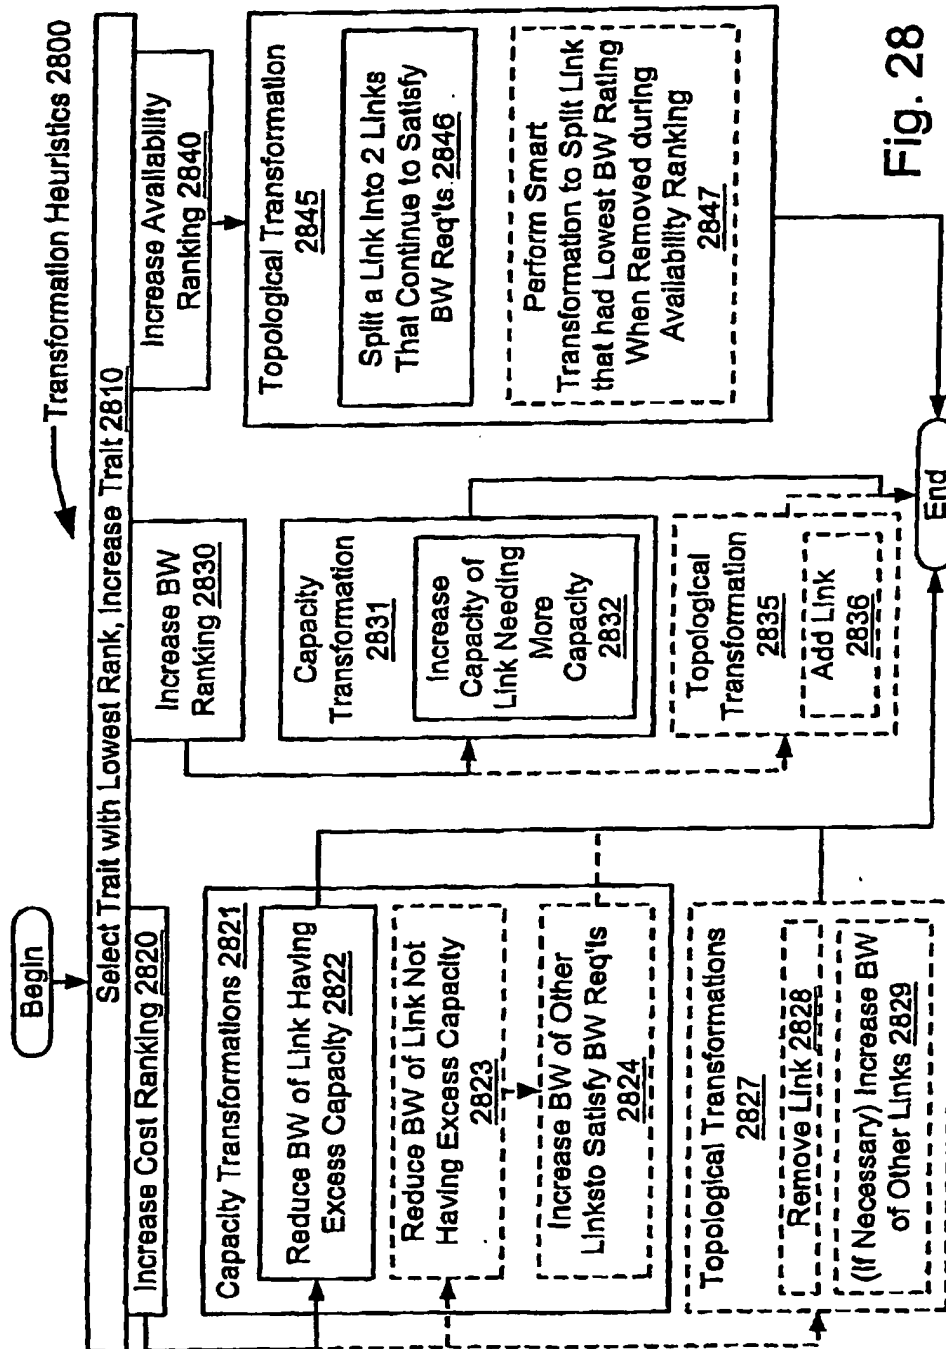 Transformation Heuristics 2800
Begin
Select Trait with Lowest Rank, Increase Trait 2810
Increase Cost Ranking 2820
Capacity Transformations 2821
Reduce BW of Link Having
Excess Capacity 2822
Reduce BW of Link Not
Having Excess Capacity
2823
Increase BW of Other
Linksto Satisfy BW Req'ts
2824
Topological Transformations
2827
Remove Link 2828
(If Necessary) Increase BW
of Other Links 2829
Increase BW
Ranking 2830
Capacity
Transformation
2831
Increase
Capacity of
Link Needing
More
Capacity
2832
Topological
Transformation
2835
Add Link
2836
Increase Availability
Ranking 2840
Topological Transformation
2845
Split a Link Into 2 Links
That Continue to Satisfy
BW Req'ts 2846
Perform Smart
Transformation to Split Link
that had Lowest BW Rating
When Removed during
Availability Ranking
2847
End
Fig. 28